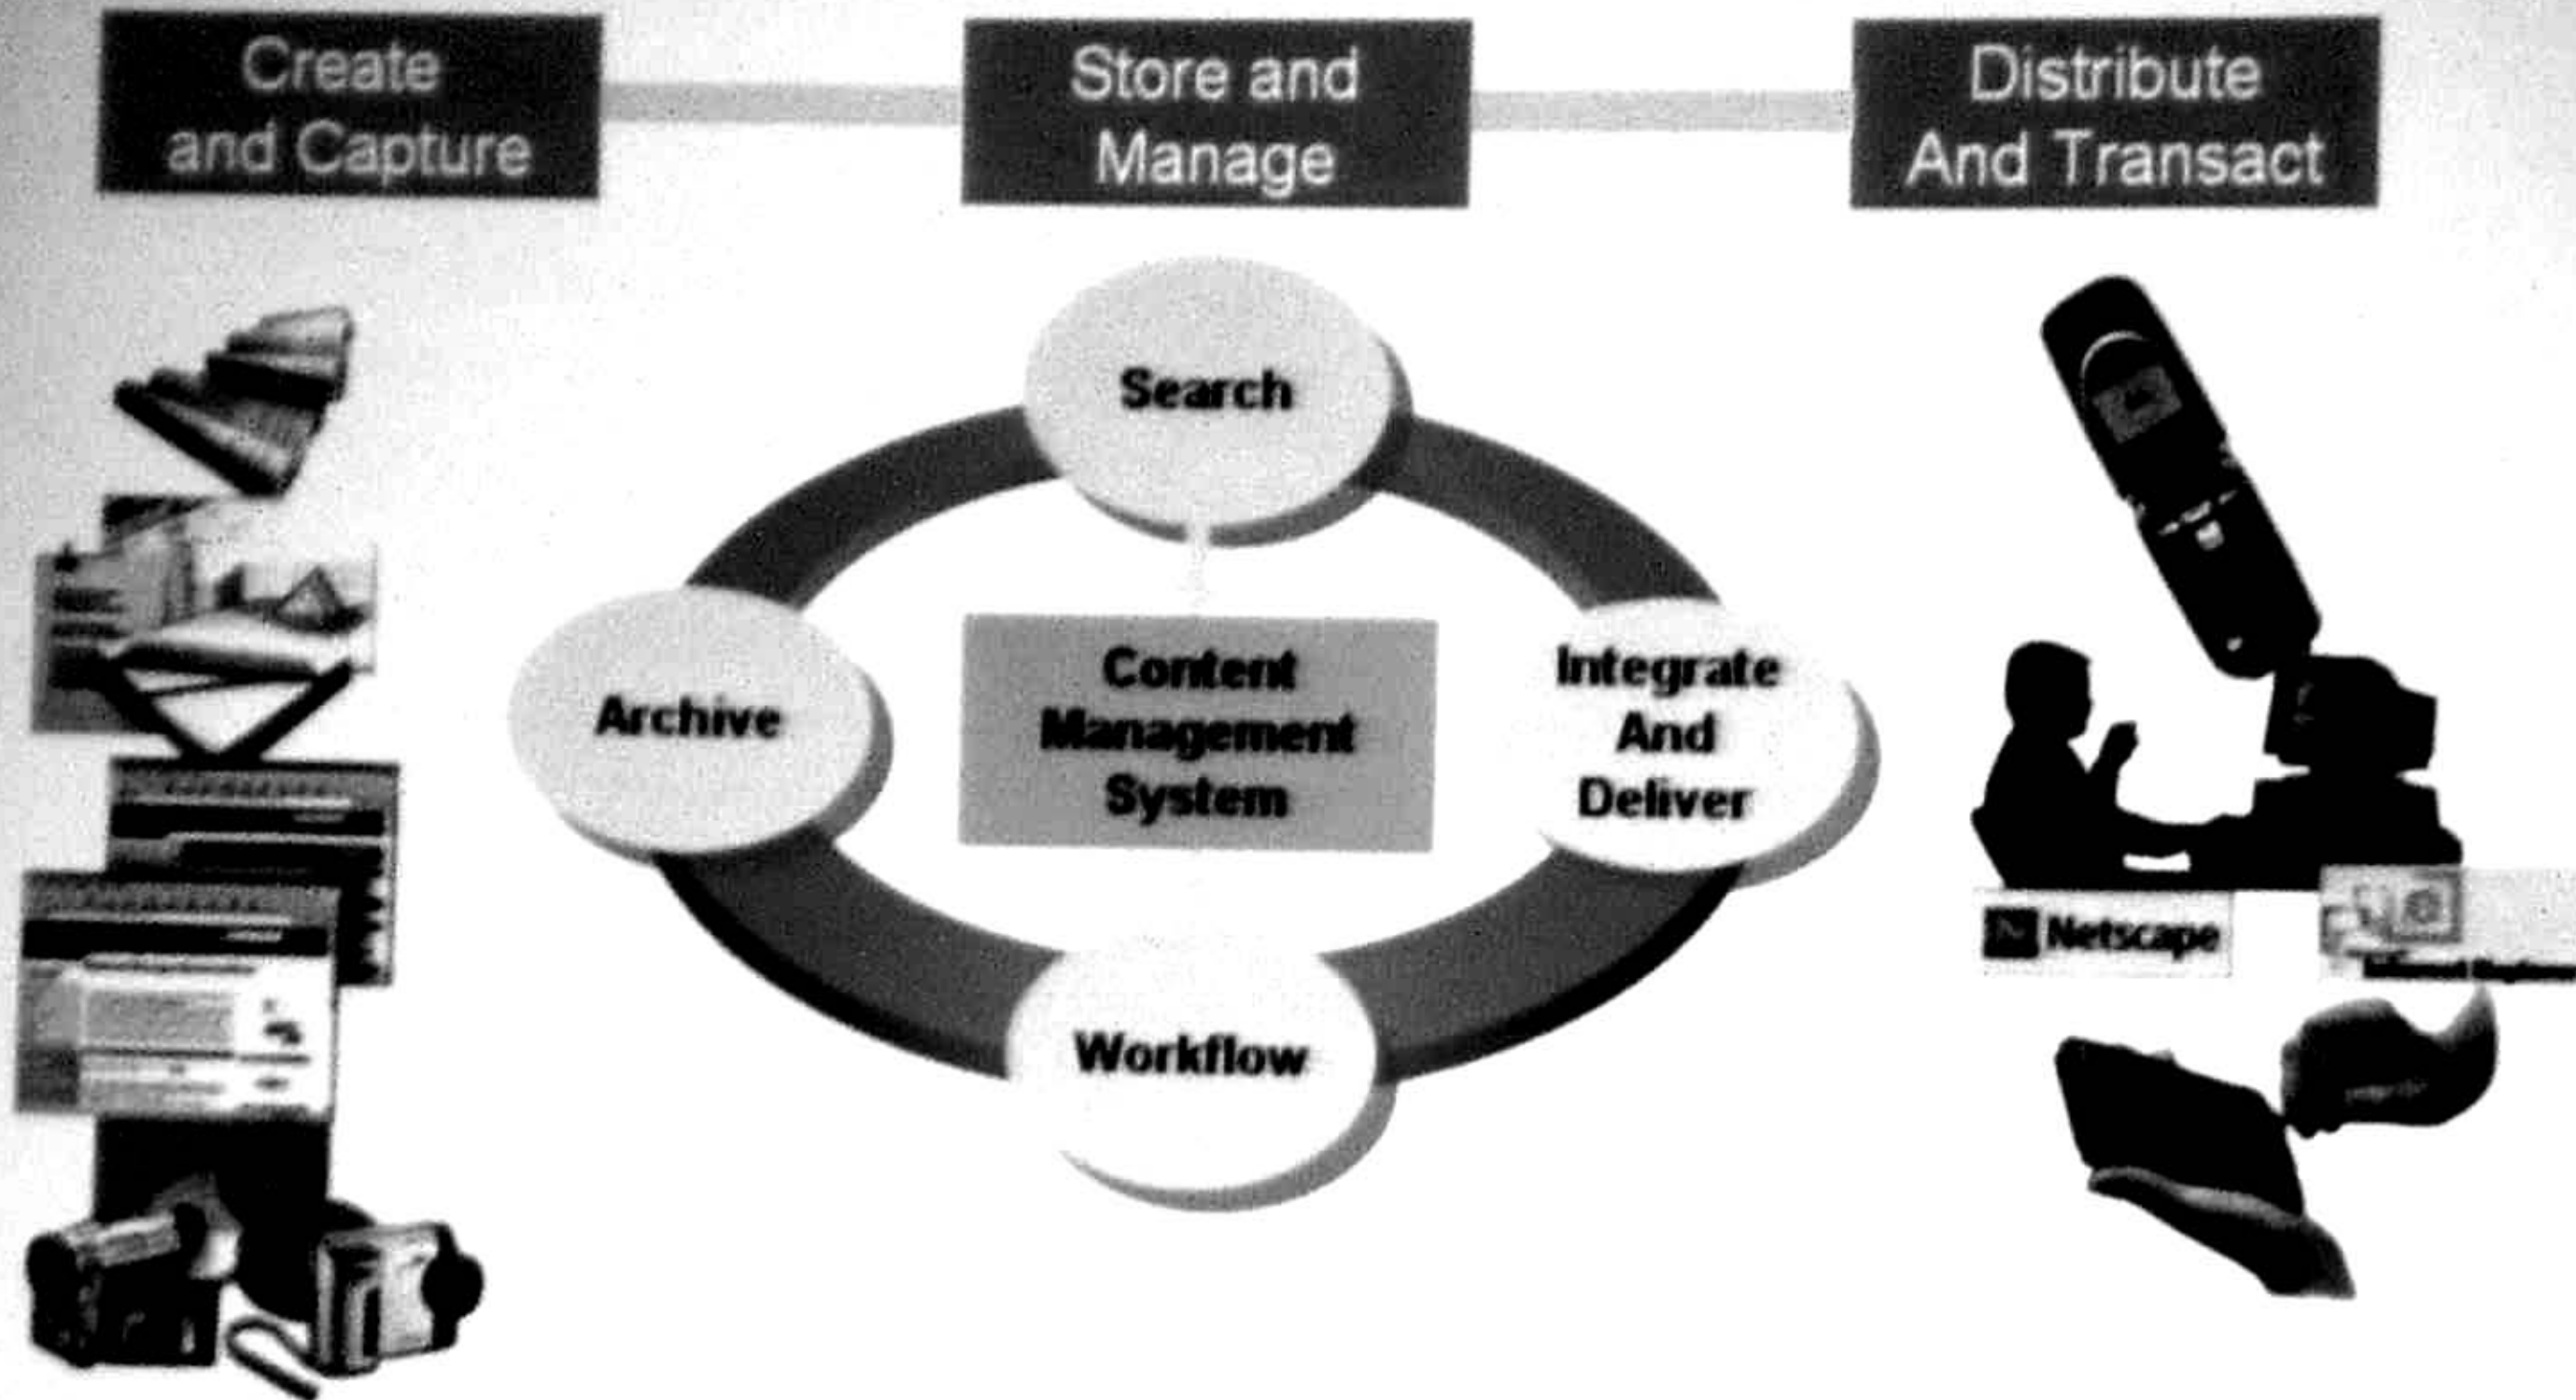 Create
and Capture
Store and
Manage
Distribute
And Transact
Search
Archive
Content
Management
System
Integrate
And
Deliver
Workflow
Netscape